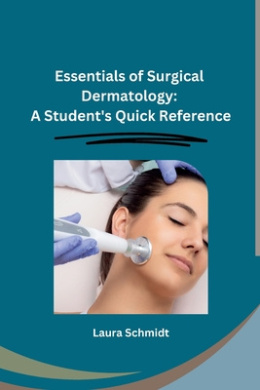 Essentials of Surgical
Dermatology:
A Student's Quick Reference
Laura Schmidt